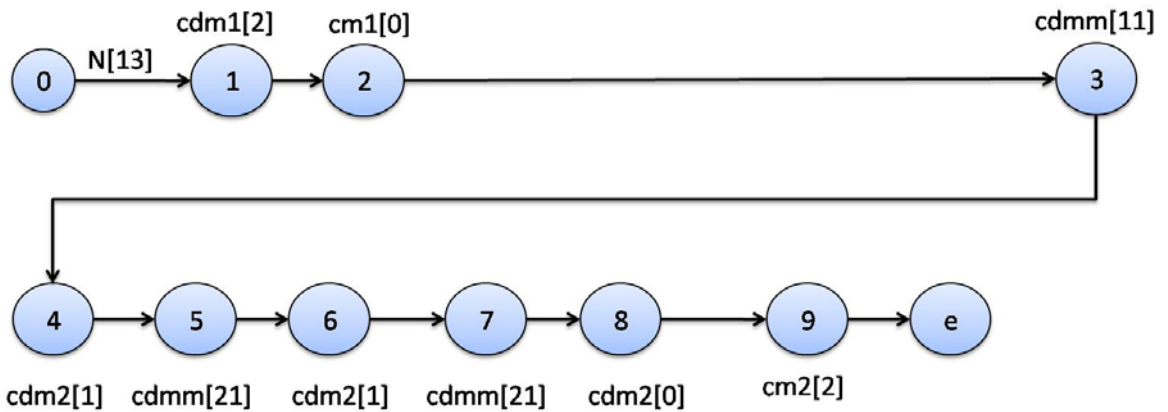 cdm1[2] cm1[0] cdmm[11]
0 N[13] 1 2 3
4 5 6 7 8 9 e
cdm2[1] cdmm[21] cdm2[1] cdmm[21] cdm2[0] cm2[2]